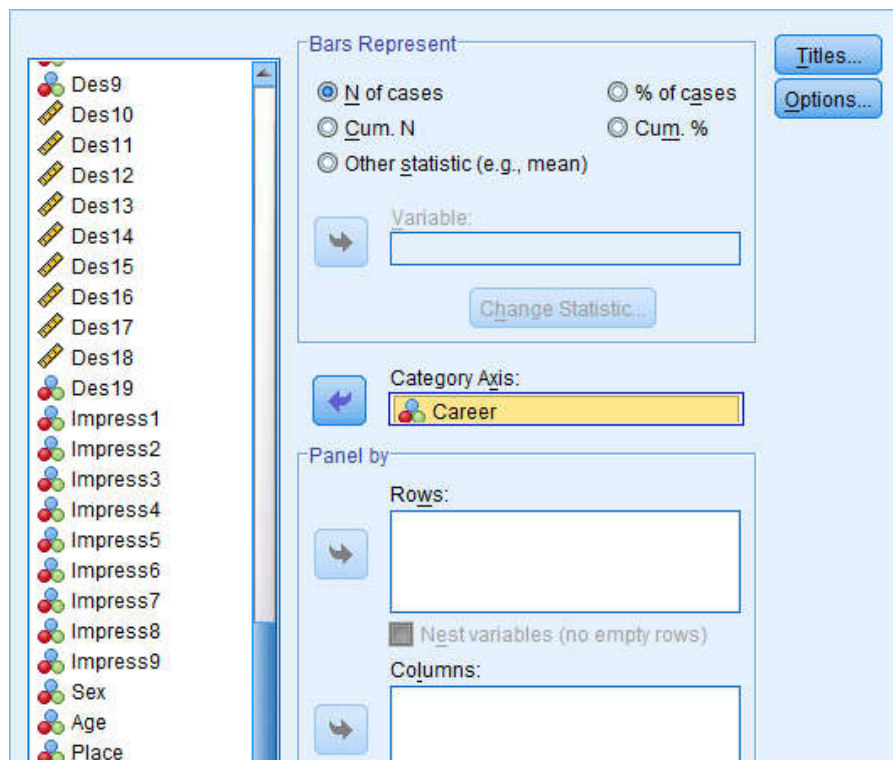 Des9
Des10
Des11
Des12
Des13
Des14
Des15
Des16
Des17
Des18
Des19
Impress1
Impress2
Impress3
Impress4
Impress5
Impress6
Impress7
Impress8
Impress9
Sex
Age
Place
Bars Represent
N of cases
% of cases
Cum. N
Cum. %
Other statistic (e.g., mean)
Variable:
Change Statistic...
Category Axis:
Career
Panel by
Rows:
Nest variables (no empty rows)
Columns:
Titles...
Options...